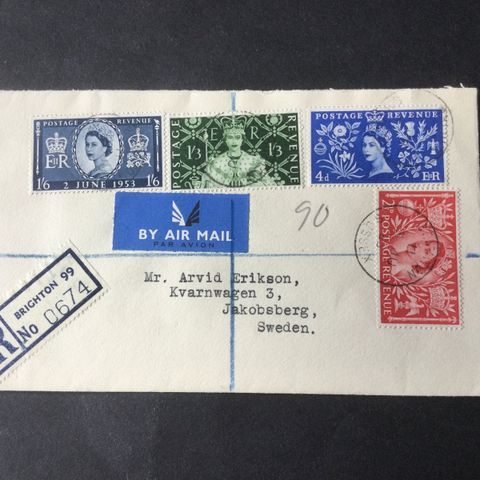 POSTAGE REVENUE
E II R
1/6 2 JUNE 1953 1/6
POSTAGE
E R
1/3 1/3
REVENUE
POSTAGE REVENUE
4d E II R
2½
POSTAGE REVENUE
BY AIR MAIL
PAR AVION
90
Mr. Arvid Erikson,
Kvarnwagen 3,
Jakobsberg,
Sweden.
R
BRIGHTON 99
No 0674